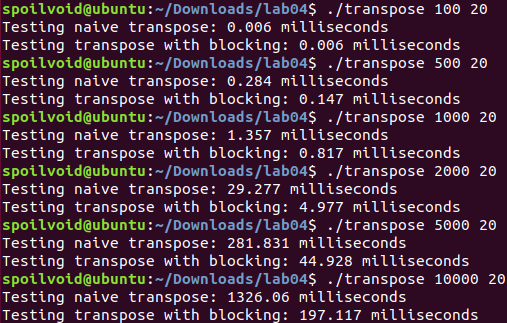 spoilvoid@ubuntu:~/Downloads/lab04$ ./transpose 100 20
Testing naive transpose: 0.006 milliseconds
Testing transpose with blocking: 0.006 milliseconds
spoilvoid@ubuntu:~/Downloads/lab04$ ./transpose 500 20
Testing naive transpose: 0.284 milliseconds
Testing transpose with blocking: 0.147 milliseconds
spoilvoid@ubuntu:~/Downloads/lab04$ ./transpose 1000 20
Testing naive transpose: 1.357 milliseconds
Testing transpose with blocking: 0.817 milliseconds
spoilvoid@ubuntu:~/Downloads/lab04$ ./transpose 2000 20
Testing naive transpose: 29.277 milliseconds
Testing transpose with blocking: 4.977 milliseconds
spoilvoid@ubuntu:~/Downloads/lab04$ ./transpose 5000 20
Testing naive transpose: 281.831 milliseconds
Testing transpose with blocking: 44.928 milliseconds
spoilvoid@ubuntu:~/Downloads/lab04$ ./transpose 10000 20
Testing naive transpose: 1326.06 milliseconds
Testing transpose with blocking: 197.117 milliseconds